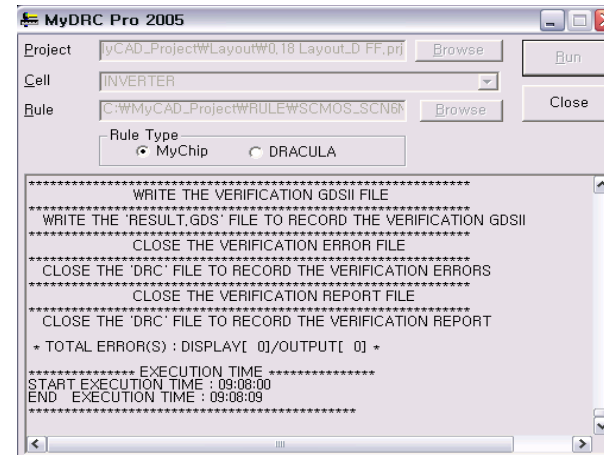 MyDRC Pro 2005
Project lyCAD_Project₩Layout₩0,18 Layout_D FF,prj Browse Run
Cell INVERTER
Rule C:₩MyCAD_Project₩RULE₩SCMOS_SCN6M Browse Close
Rule Type
MyChip DRACULA
*************************************************************
WRITE THE VERIFICATION GDSII FILE
*************************************************************
WRITE THE 'RESULT,GDS' FILE TO RECORD THE VERIFICATION GDSII
*************************************************************
CLOSE THE VERIFICATION ERROR FILE
*************************************************************
CLOSE THE 'DRC' FILE TO RECORD THE VERIFICATION ERRORS
*************************************************************
CLOSE THE VERIFICATION REPORT FILE
*************************************************************
CLOSE THE 'DRC' FILE TO RECORD THE VERIFICATION REPORT
* TOTAL ERROR(S) : DISPLAY[ 0]/OUTPUT[ 0] *
*************** EXECUTION TIME ***************
START EXECUTION TIME : 09:08:00
END EXECUTION TIME : 09:08:09
*********************************************